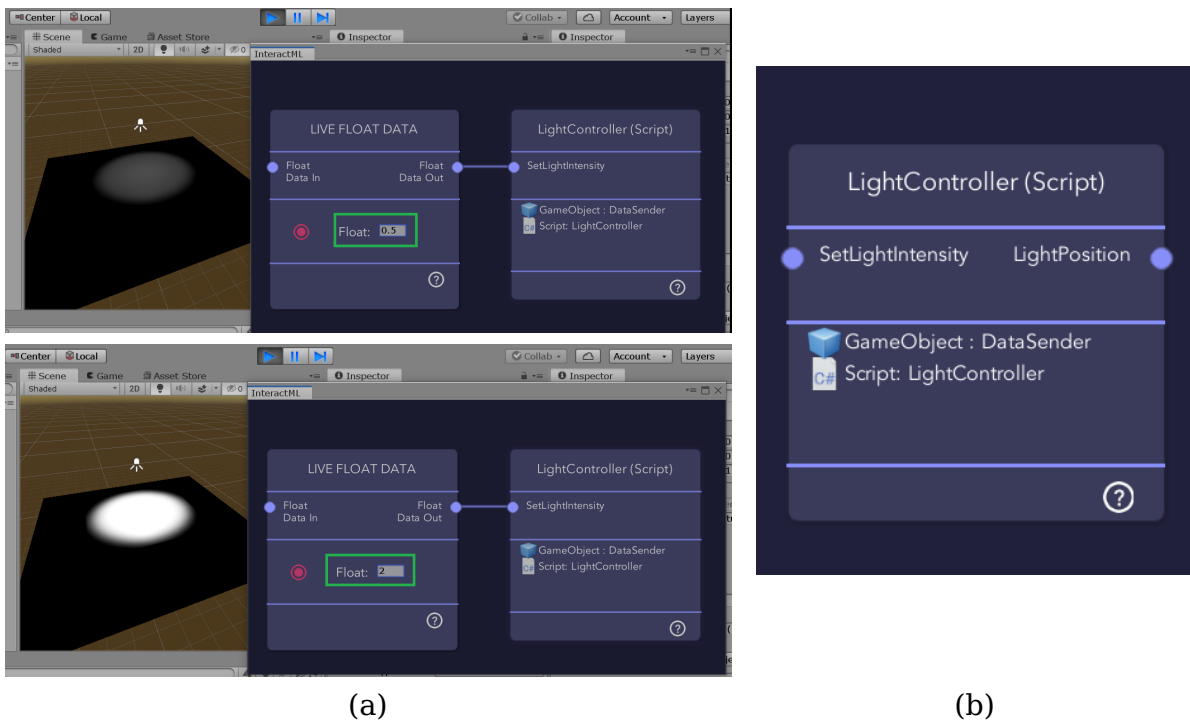 Center Local Collab Account Layers
Scene Game Asset Store Inspector Inspector
Shaded 2D 0
InteractML
LIVE FLOAT DATA
Float Float
Data In Data Out
Float: 0.5
?
LightController (Script)
SetLightIntensity
GameObject : DataSender
C# Script: LightController
?
Center Local Collab Account Layers
Scene Game Asset Store Inspector Inspector
Shaded 2D 0
InteractML
LIVE FLOAT DATA
Float Float
Data In Data Out
Float: 2
?
LightController (Script)
SetLightIntensity
GameObject : DataSender
C# Script: LightController
?
(a)
LightController (Script)
SetLightIntensity LightPosition
GameObject : DataSender
C# Script: LightController
?
(b)